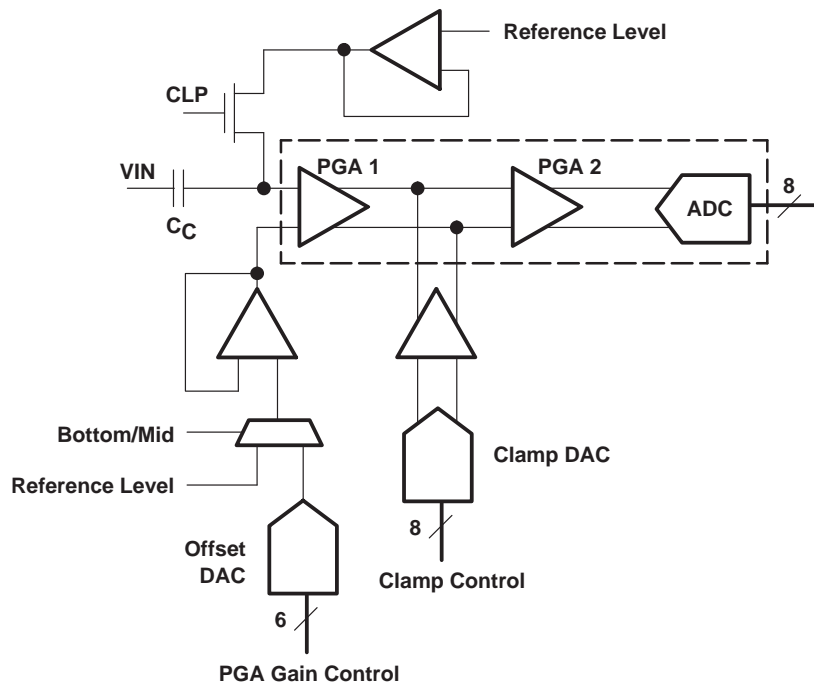 Reference Level
CLP
VIN
CC
PGA 1
PGA 2
ADC
8
Bottom/Mid
Reference Level
Clamp DAC
8
Clamp Control
Offset
DAC
6
PGA Gain Control